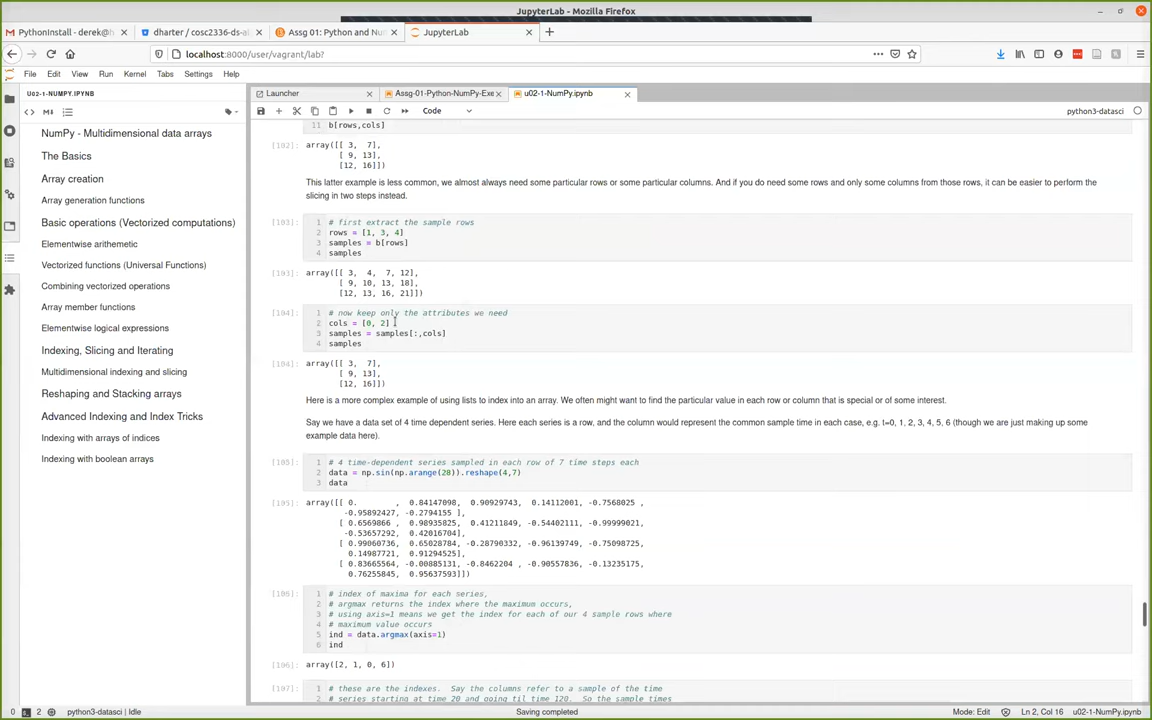 JupyterLab - Mozilla Firefox
PythonInstall - derek@h
dharter / cosc2336-ds-a
Assg 01: Python and Nu
JupyterLab
localhost:8000/user/vagrant/lab?
File Edit View Run Kernel Tabs Settings Help
U02-1-NUMPY.IPYNB
Launcher
Assg-01-Python-NumPy-Exe
u02-1-NumPy.ipynb
Code
python3-datasci
NumPy - Multidimensional data arrays
The Basics
Array creation
Array generation functions
Basic operations (Vectorized computations)
Elementwise arithemetic
Vectorized functions (Universal Functions)
Combining vectorized operations
Array member functions
Elementwise logical expressions
Indexing, Slicing and Iterating
Multidimensional indexing and slicing
Reshaping and Stacking arrays
Advanced Indexing and Index Tricks
Indexing with arrays of indices
Indexing with boolean arrays
11 b[rows,cols]
[102]: array([[ 3, 7],
[ 9, 13],
[12, 16]])
This latter example is less common, we almost always need some particular rows or some particular columns. And if you do need some rows and only some columns from those rows, it can be easier to perform the
slicing in two steps instead.
[103]: 1 # first extract the sample rows
2 rows = [1, 3, 4]
3 samples = b[rows]
4 samples
[103]: array([[ 3, 4, 7, 12],
[ 9, 10, 13, 18],
[12, 13, 16, 21]])
[104]: 1 # now keep only the attributes we need
2 cols = [0, 2]
3 samples = samples[:,cols]
4 samples
[104]: array([[ 3, 7],
[ 9, 13],
[12, 16]])
Here is a more complex example of using lists to index into an array. We often might want to find the particular value in each row or column that is special or of some interest.
Say we have a data set of 4 time dependent series. Here each series is a row, and the column would represent the common sample time in each case, e.g. t=0, 1, 2, 3, 4, 5, 6 (though we are just making up some
example data here).
[105]: 1 # 4 time-dependent series sampled in each row of 7 time steps each
2 data = np.sin(np.arange(28)).reshape(4,7)
3 data
[105]: array([[ 0. , 0.84147098, 0.90929743, 0.14112001, -0.7568025 ,
-0.95892427, -0.2794155 ],
[ 0.6569866 , 0.98935825, 0.41211849, -0.54402111, -0.99999021,
-0.53657292, 0.42016704],
[ 0.99060736, 0.65028784, -0.28790332, -0.96139749, -0.75098725,
0.14987721, 0.91294525],
[ 0.83665564, -0.00885131, -0.8462204 , -0.90557836, -0.13235175,
0.76255845, 0.95637593]])
[106]: 1 # index of maxima for each series,
2 # argmax returns the index where the maximum occurs,
3 # using axis=1 means we get the index for each of our 4 sample rows where
4 # maximum value occurs
5 ind = data.argmax(axis=1)
6 ind
[106]: array([2, 1, 0, 6])
[107]: 1 # these are the indexes. Say the columns refer to a sample of the time
2 # series starting at time 20 and going til time 120. So the sample times
0 2 python3-datasci | Idle
Saving completed
Mode: Edit
Ln 2, Col 16
u02-1-NumPy.ipynb